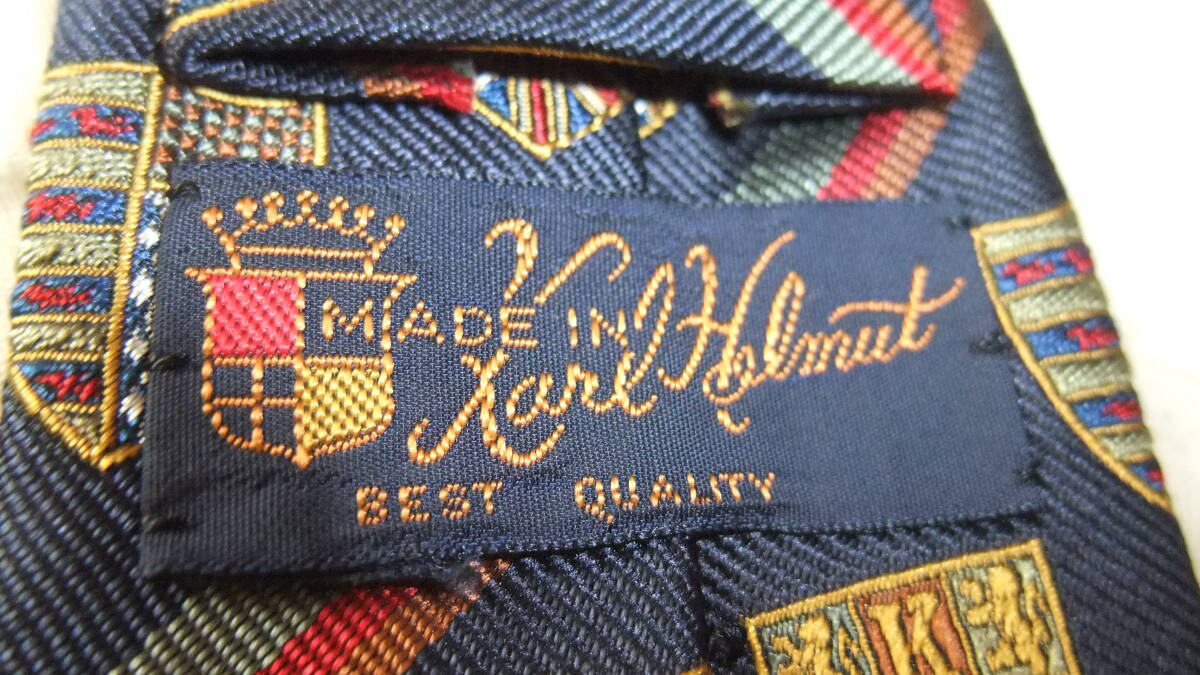 MADE IN
Karl Helmut
BEST QUALITY
K